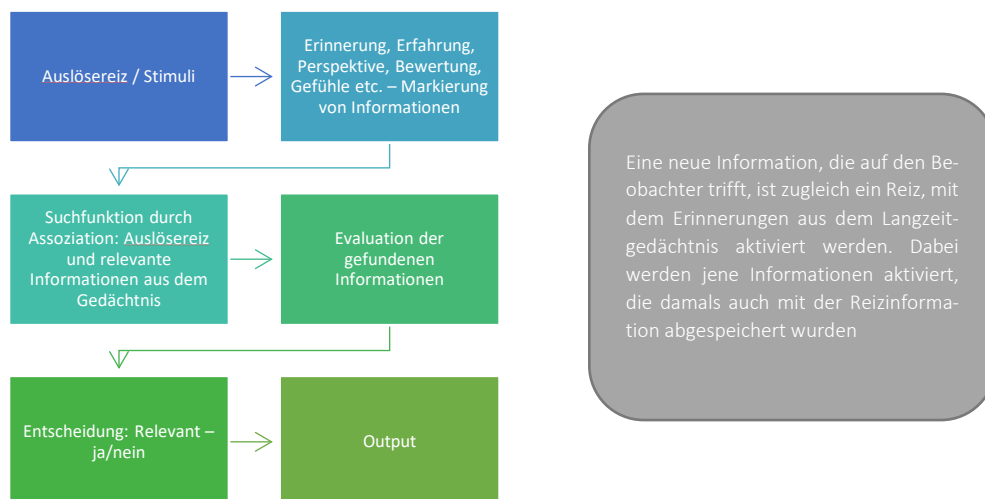 Auslösereiz / Stimuli
Erinnerung, Erfahrung,
Perspektive, Bewertung,
Gefühle etc. – Markierung
von Informationen
Suchfunktion durch
Assoziation: Auslösereiz
und relevante
Informationen aus dem
Gedächtnis
Evaluation der
gefundenen
Informationen
Entscheidung: Relevant –
ja/nein
Output
Eine neue Information, die auf den Be-
obachter trifft, ist zugleich ein Reiz, mit
dem Erinnerungen aus dem Langzeit-
gedächtnis aktiviert werden. Dabei
werden jene Informationen aktiviert,
die damals auch mit der Reizinforma-
tion abgespeichert wurden